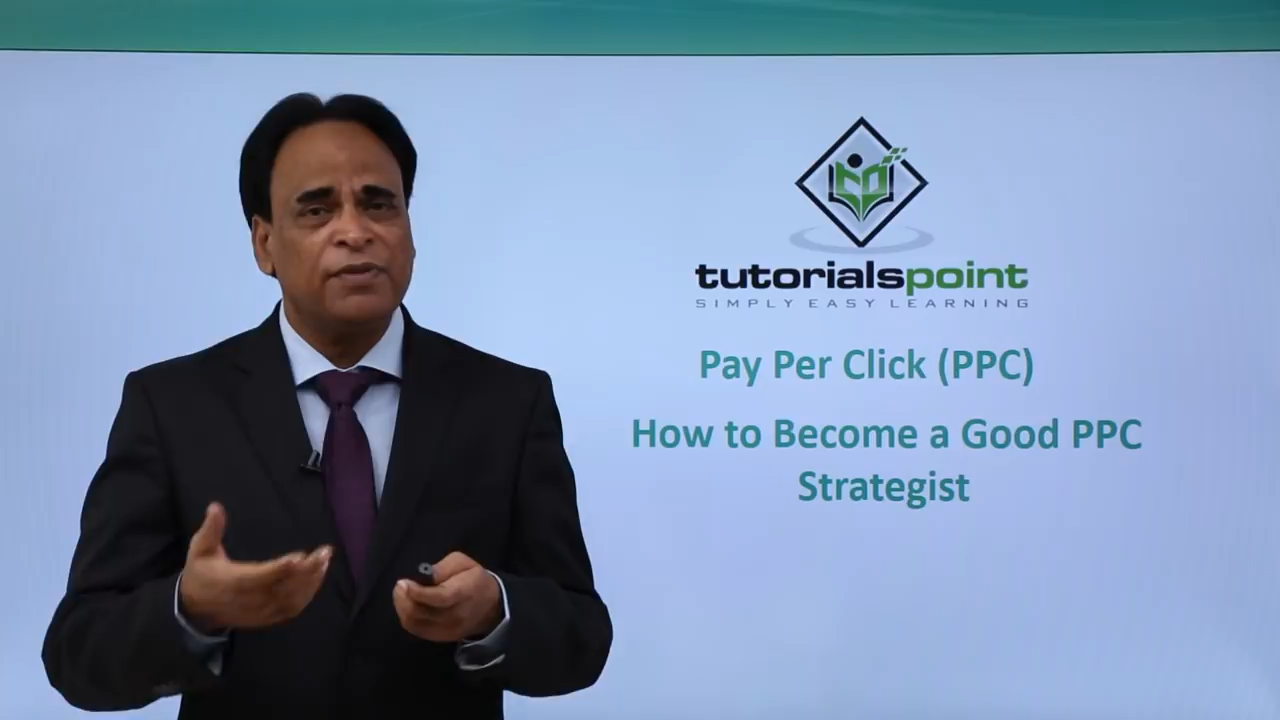 tutorialspoint
SIMPLY EASY LEARNING
Pay Per Click (PPC)
How to Become a Good PPC
Strategist